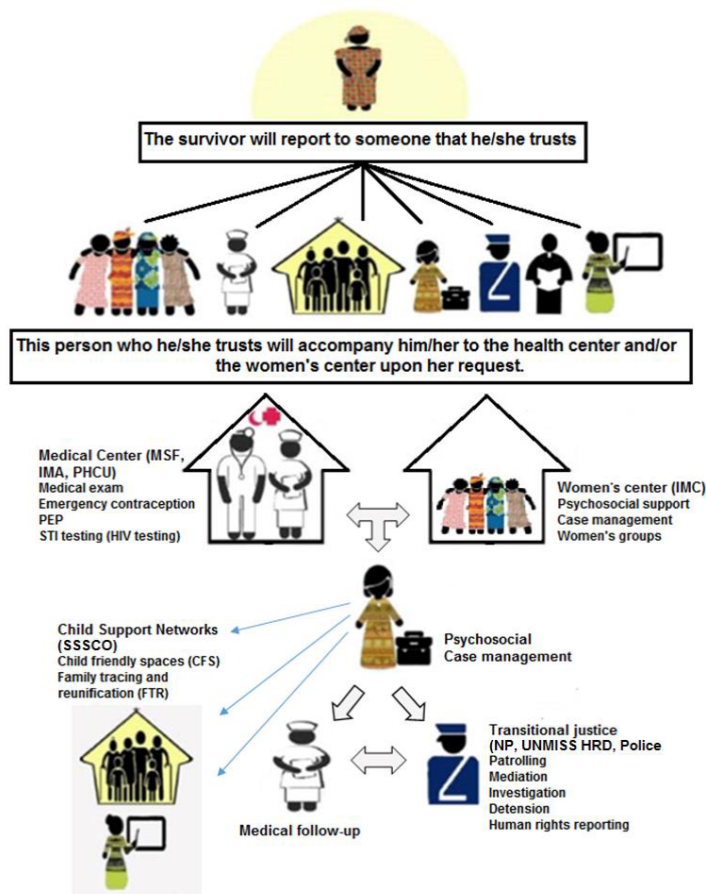 The survivor will report to someone that he/she trusts
This person who he/she trusts will accompany him/her to the health center and/or
the women's center upon her request.
Medical Center (MSF,
IMA, PHCU)
Medical exam
Emergency contraception
PEP
STI testing (HIV testing)
Women's center (IMC)
Psychosocial support
Case management
Women's groups
Psychosocial
Case management
Child Support Networks
(SSSCO)
Child friendly spaces (CFS)
Family tracing and
reunification (FTR)
Transitional justice
(NP, UNMISS HRD, Police
Patrolling
Mediation
Investigation
Detension
Human rights reporting
Medical follow-up